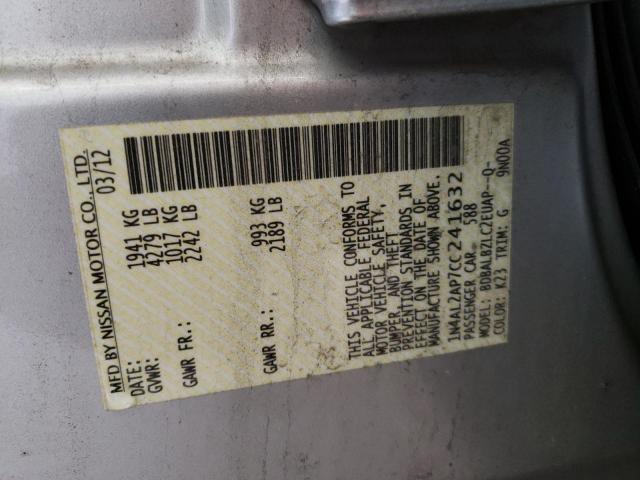 MFD BY NISSAN MOTOR CO., LTD.
DATE: 03/12
GVWR: 1941 KG
4279 LB
GAWR FR.: 1017 KG
2242 LB
GAWR RR.: 993 KG
2189 LB
THIS VEHICLE CONFORMS TO
ALL APPLICABLE FEDERAL
MOTOR VEHICLE SAFETY,
BUMPER, AND THEFT
PREVENTION STANDARDS IN
EFFECT ON THE DATE OF
MANUFACTURE SHOWN ABOVE.
1N4AL2AP7CC241632
PASSENGER CAR 588
MODEL: BDBALBZLC2EUAP--Q-
COLOR: K23 TRIM: G 9N00A